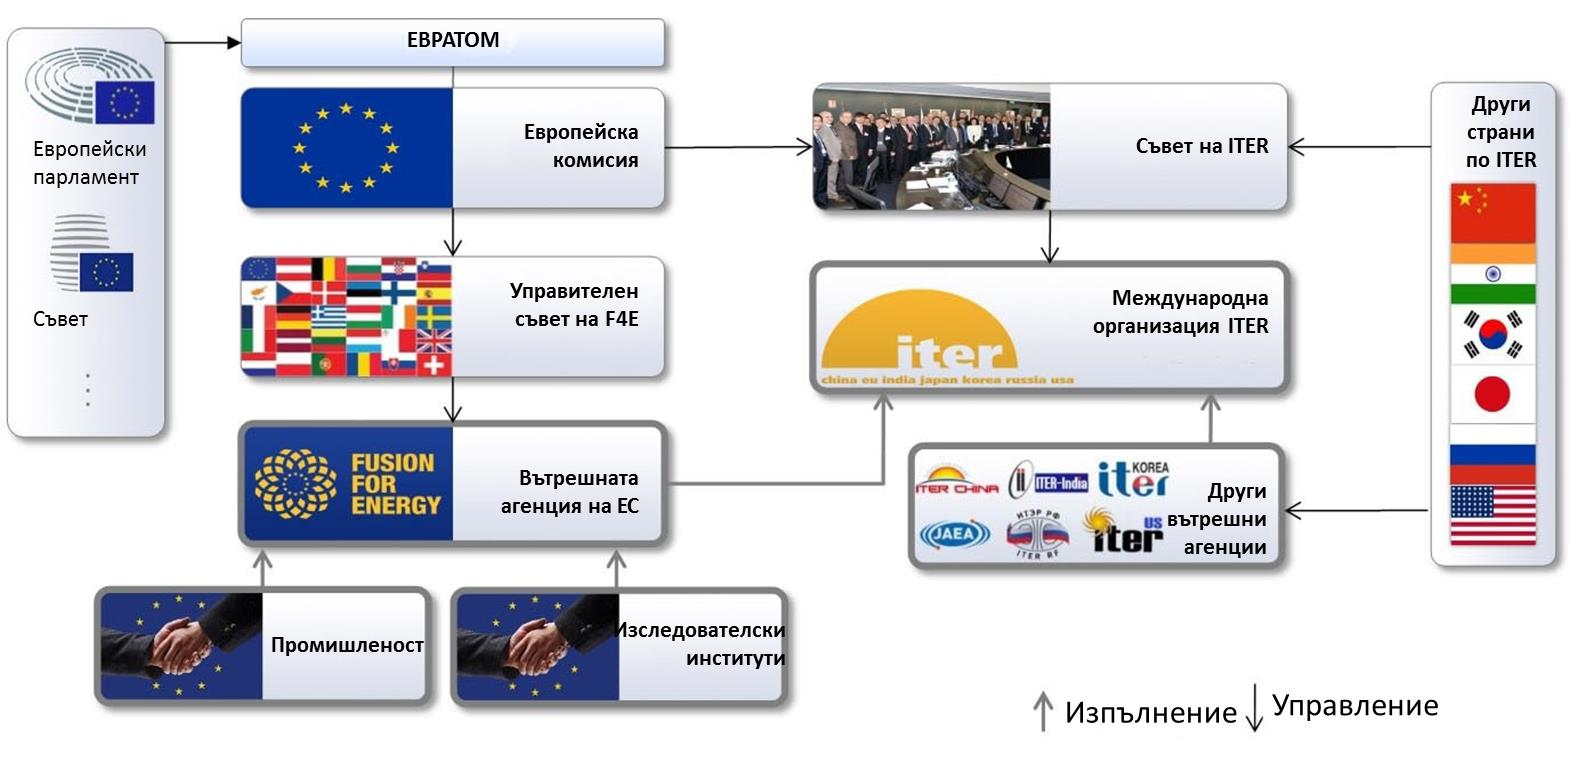 ЕВРАТОМ
Европейски
парламент
Съвет
Европейска
комисия
Управителен
съвет на F4E
FUSION
FOR
ENERGY
Вътрешната
агенция на ЕС
Промишленост
Изследователски
институти
Съвет на ITER
iter
china eu india japan korea russia usa
Международна
организация ITER
ITER CHINA
ITER-India
KOREA
iter
JAEA
ИТЭР РФ
ITER RF
US
iter
Други
вътрешни
агенции
Други
страни
по ITER
Изпълнение
Управление